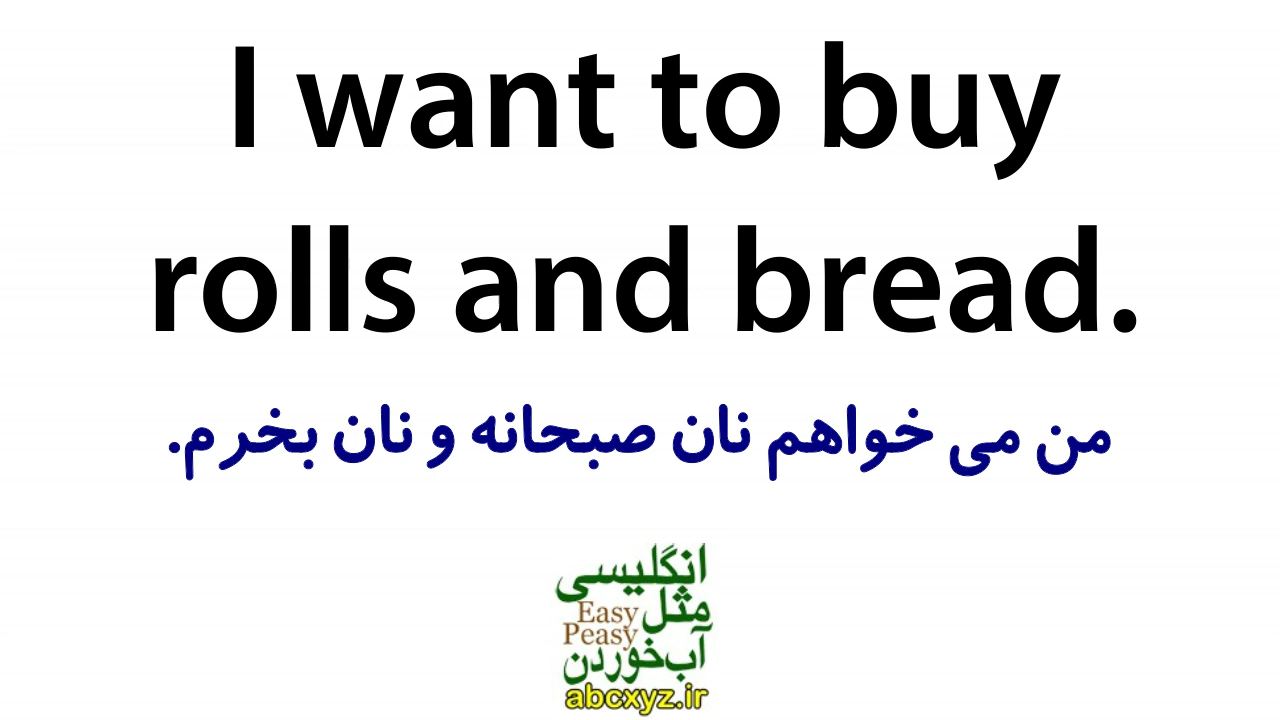 I want to buy
rolls and bread.
من می خواهم نان صبحانه و نان بخرم.
انگلیسی
مثل Easy
Peasy
آب‌خوردن
abcxyz.ir